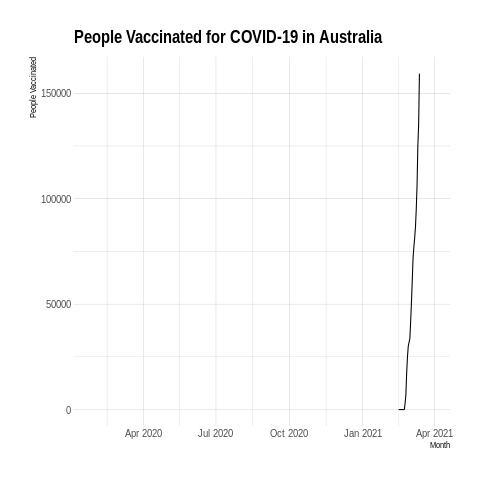 People Vaccinated for COVID-19 in Australia
People Vaccinated
150000
100000
50000
0
Apr 2020 Jul 2020 Oct 2020 Jan 2021 Apr 2021
Month